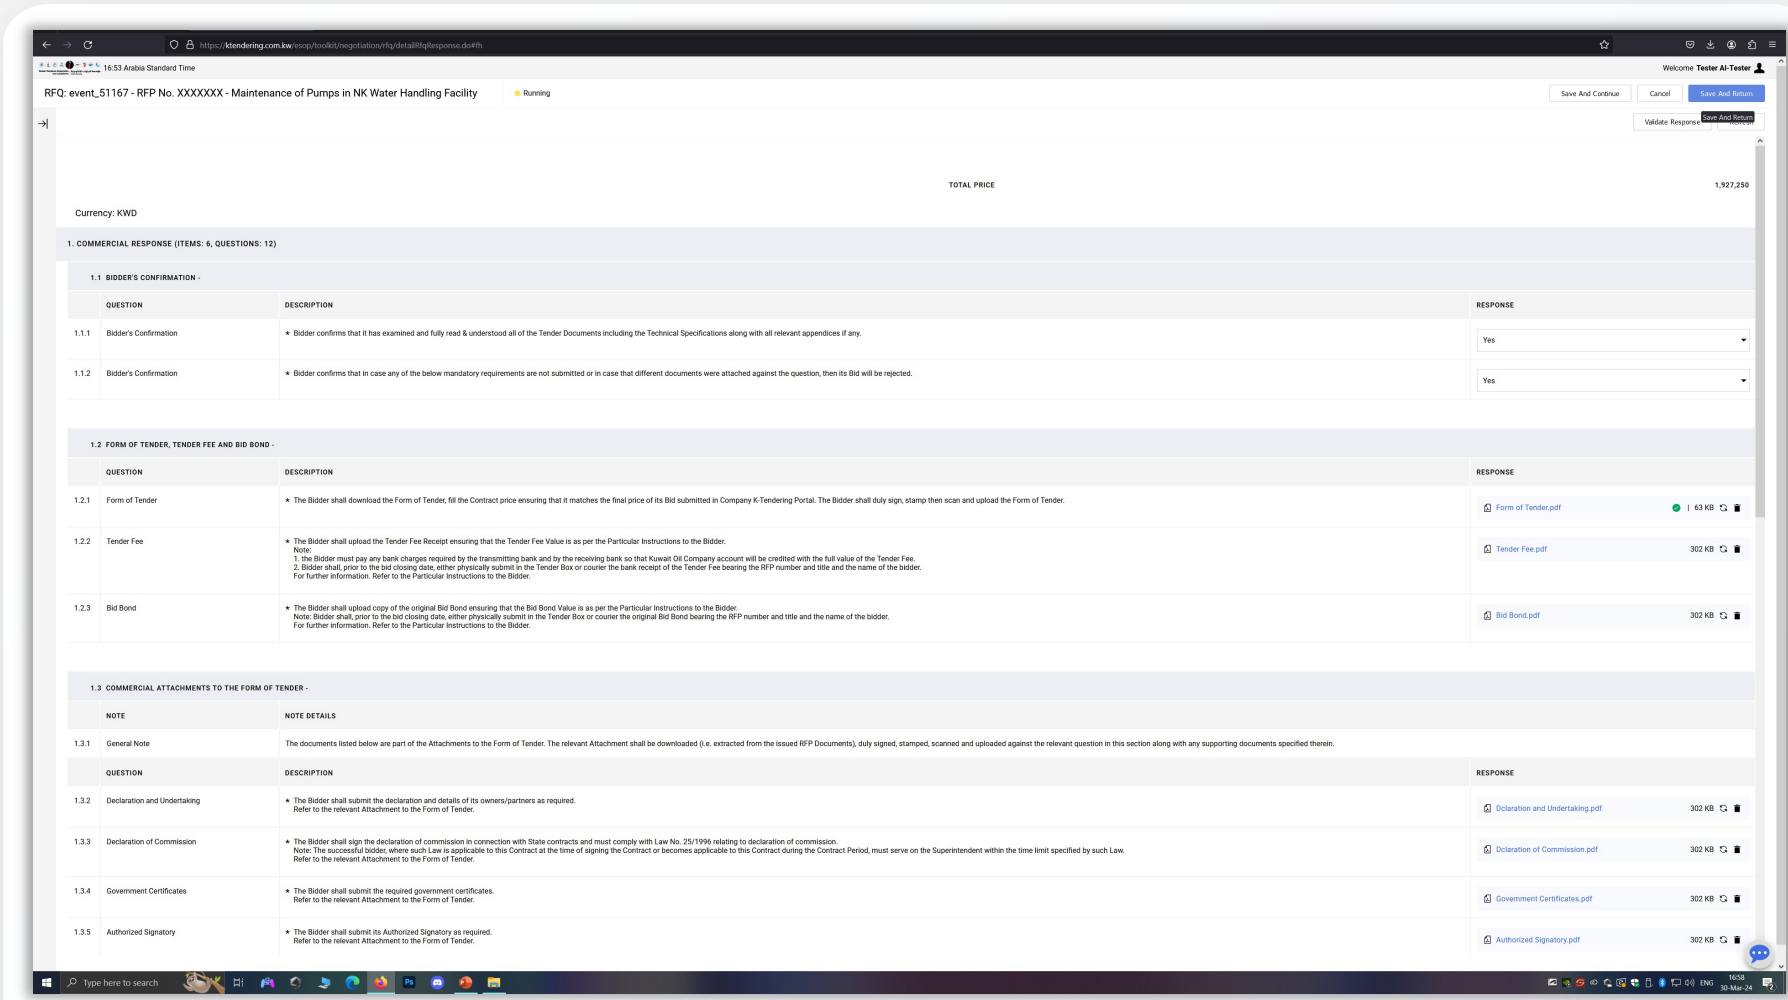 https://ktendering.com.kw/esop/toolkit/negotiation/rfq/detailRfqResponse.do#fh
16:53 Arabia Standard Time
Welcome Tester Al-Tester
RFQ: event_51167 - RFP No. XXXXXXX - Maintenance of Pumps in NK Water Handling Facility
Running
Save And Continue
Cancel
Save And Return
Validate Response
Save And Return
TOTAL PRICE
1,927,250
Currency: KWD
1. COMMERCIAL RESPONSE (ITEMS: 6, QUESTIONS: 12)
1.1 BIDDER'S CONFIRMATION -
QUESTION
DESCRIPTION
RESPONSE
1.1.1 Bidder's Confirmation
★ Bidder confirms that it has examined and fully read & understood all of the Tender Documents including the Technical Specifications along with all relevant appendices if any.
Yes
1.1.2 Bidder's Confirmation
★ Bidder confirms that in case any of the below mandatory requirements are not submitted or in case that different documents were attached against the question, then its Bid will be rejected.
Yes
1.2 FORM OF TENDER, TENDER FEE AND BID BOND -
QUESTION
DESCRIPTION
RESPONSE
1.2.1 Form of Tender
★ The Bidder shall download the Form of Tender, fill the Contract price ensuring that it matches the final price of its Bid submitted in Company K-Tendering Portal. The Bidder shall duly sign, stamp then scan and upload the Form of Tender.
Form of Tender.pdf
| 63 KB
1.2.2 Tender Fee
★ The Bidder shall upload the Tender Fee Receipt ensuring that the Tender Fee Value is as per the Particular Instructions to the Bidder.
Note:
1. the Bidder must pay any bank charges required by the transmitting bank and by the receiving bank so that Kuwait Oil Company account will be credited with the full value of the Tender Fee.
2. Bidder shall, prior to the bid closing date, either physically submit in the Tender Box or courier the bank receipt of the Tender Fee bearing the RFP number and title and the name of the bidder.
For further information. Refer to the Particular Instructions to the Bidder.
Tender Fee.pdf
302 KB
1.2.3 Bid Bond
★ The Bidder shall upload copy of the original Bid Bond ensuring that the Bid Bond Value is as per the Particular Instructions to the Bidder.
Note: Bidder shall, prior to the bid closing date, either physically submit in the Tender Box or courier the original Bid Bond bearing the RFP number and title and the name of the bidder.
For further information. Refer to the Particular Instructions to the Bidder.
Bid Bond.pdf
302 KB
1.3 COMMERCIAL ATTACHMENTS TO THE FORM OF TENDER -
NOTE
NOTE DETAILS
1.3.1 General Note
The documents listed below are part of the Attachments to the Form of Tender. The relevant Attachment shall be downloaded (i.e. extracted from the issued RFP Documents), duly signed, stamped, scanned and uploaded against the relevant question in this section along with any supporting documents specified therein.
QUESTION
DESCRIPTION
RESPONSE
1.3.2 Declaration and Undertaking
★ The Bidder shall submit the declaration and details of its owners/partners as required.
Refer to the relevant Attachment to the Form of Tender.
Dclaration and Undertaking.pdf
302 KB
1.3.3 Declaration of Commission
★ The Bidder shall sign the declaration of commission in connection with State contracts and must comply with Law No. 25/1996 relating to declaration of commission.
Note: The successful bidder, where such Law is applicable to this Contract at the time of signing the Contract or becomes applicable to this Contract during the Contract Period, must serve on the Superintendent within the time limit specified by such Law.
Refer to the relevant Attachment to the Form of Tender.
Dclaration of Commission.pdf
302 KB
1.3.4 Government Certificates
★ The Bidder shall submit the required government certificates.
Refer to the relevant Attachment to the Form of Tender.
Government Certificates.pdf
302 KB
1.3.5 Authorized Signatory
★ The Bidder shall submit its Authorized Signatory as required.
Refer to the relevant Attachment to the Form of Tender.
Authorized Signatory.pdf
302 KB
Type here to search
Ps
ENG
16:58
30-Mar-24